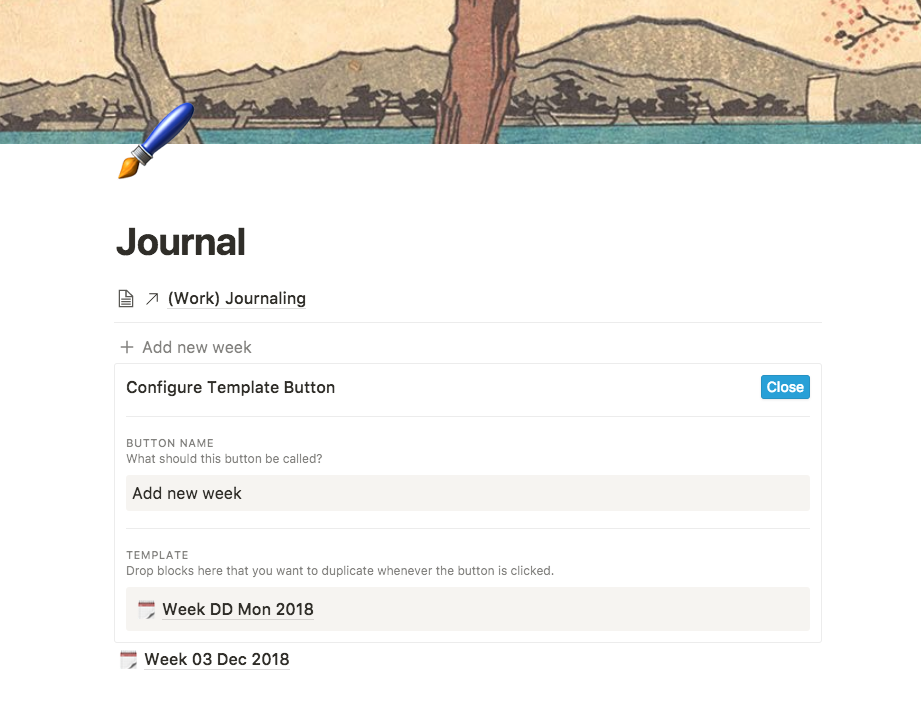 Journal
(Work) Journaling
Add new week
Configure Template Button
Close
BUTTON NAME
What should this button be called?
Add new week
TEMPLATE
Drop blocks here that you want to duplicate whenever the button is clicked.
Week DD Mon 2018
Week 03 Dec 2018